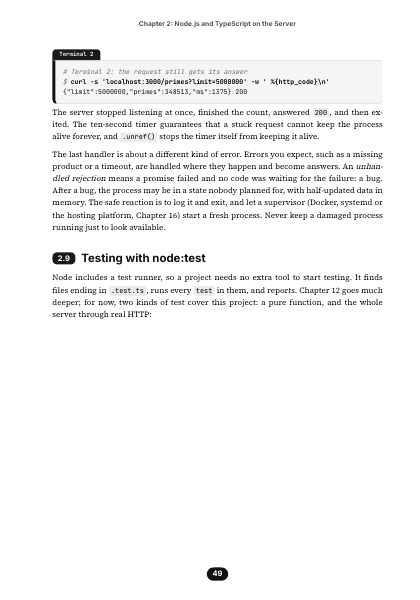 Chapter 2: Node.js and TypeScript on the Server
Terminal 2
# Terminal 2: the request still gets its answer
$ curl -s 'localhost:3000/primes?limit=5000000' -w ' %{http_code}\n'
{"limit":5000000,"primes":348513,"ms":1375} 200
The server stopped listening at once, finished the count, answered 200, and then ex-
ited. The ten-second timer guarantees that a stuck request cannot keep the process
alive forever, and .unref() stops the timer itself from keeping it alive.
The last handler is about a different kind of error. Errors you expect, such as a missing
product or a timeout, are handled where they happen and become answers. An unhan-
dled rejection means a promise failed and no code was waiting for the failure: a bug.
After a bug, the process may be in a state nobody planned for, with half-updated data in
memory. The safe reaction is to log it and exit, and let a supervisor (Docker, systemd or
the hosting platform, Chapter 16) start a fresh process. Never keep a damaged process
running just to look available.
2.9 Testing with node:test
Node includes a test runner, so a project needs no extra tool to start testing. It finds
files ending in .test.ts, runs every test in them, and reports. Chapter 12 goes much
deeper; for now, two kinds of test cover this project: a pure function, and the whole
server through real HTTP:
49